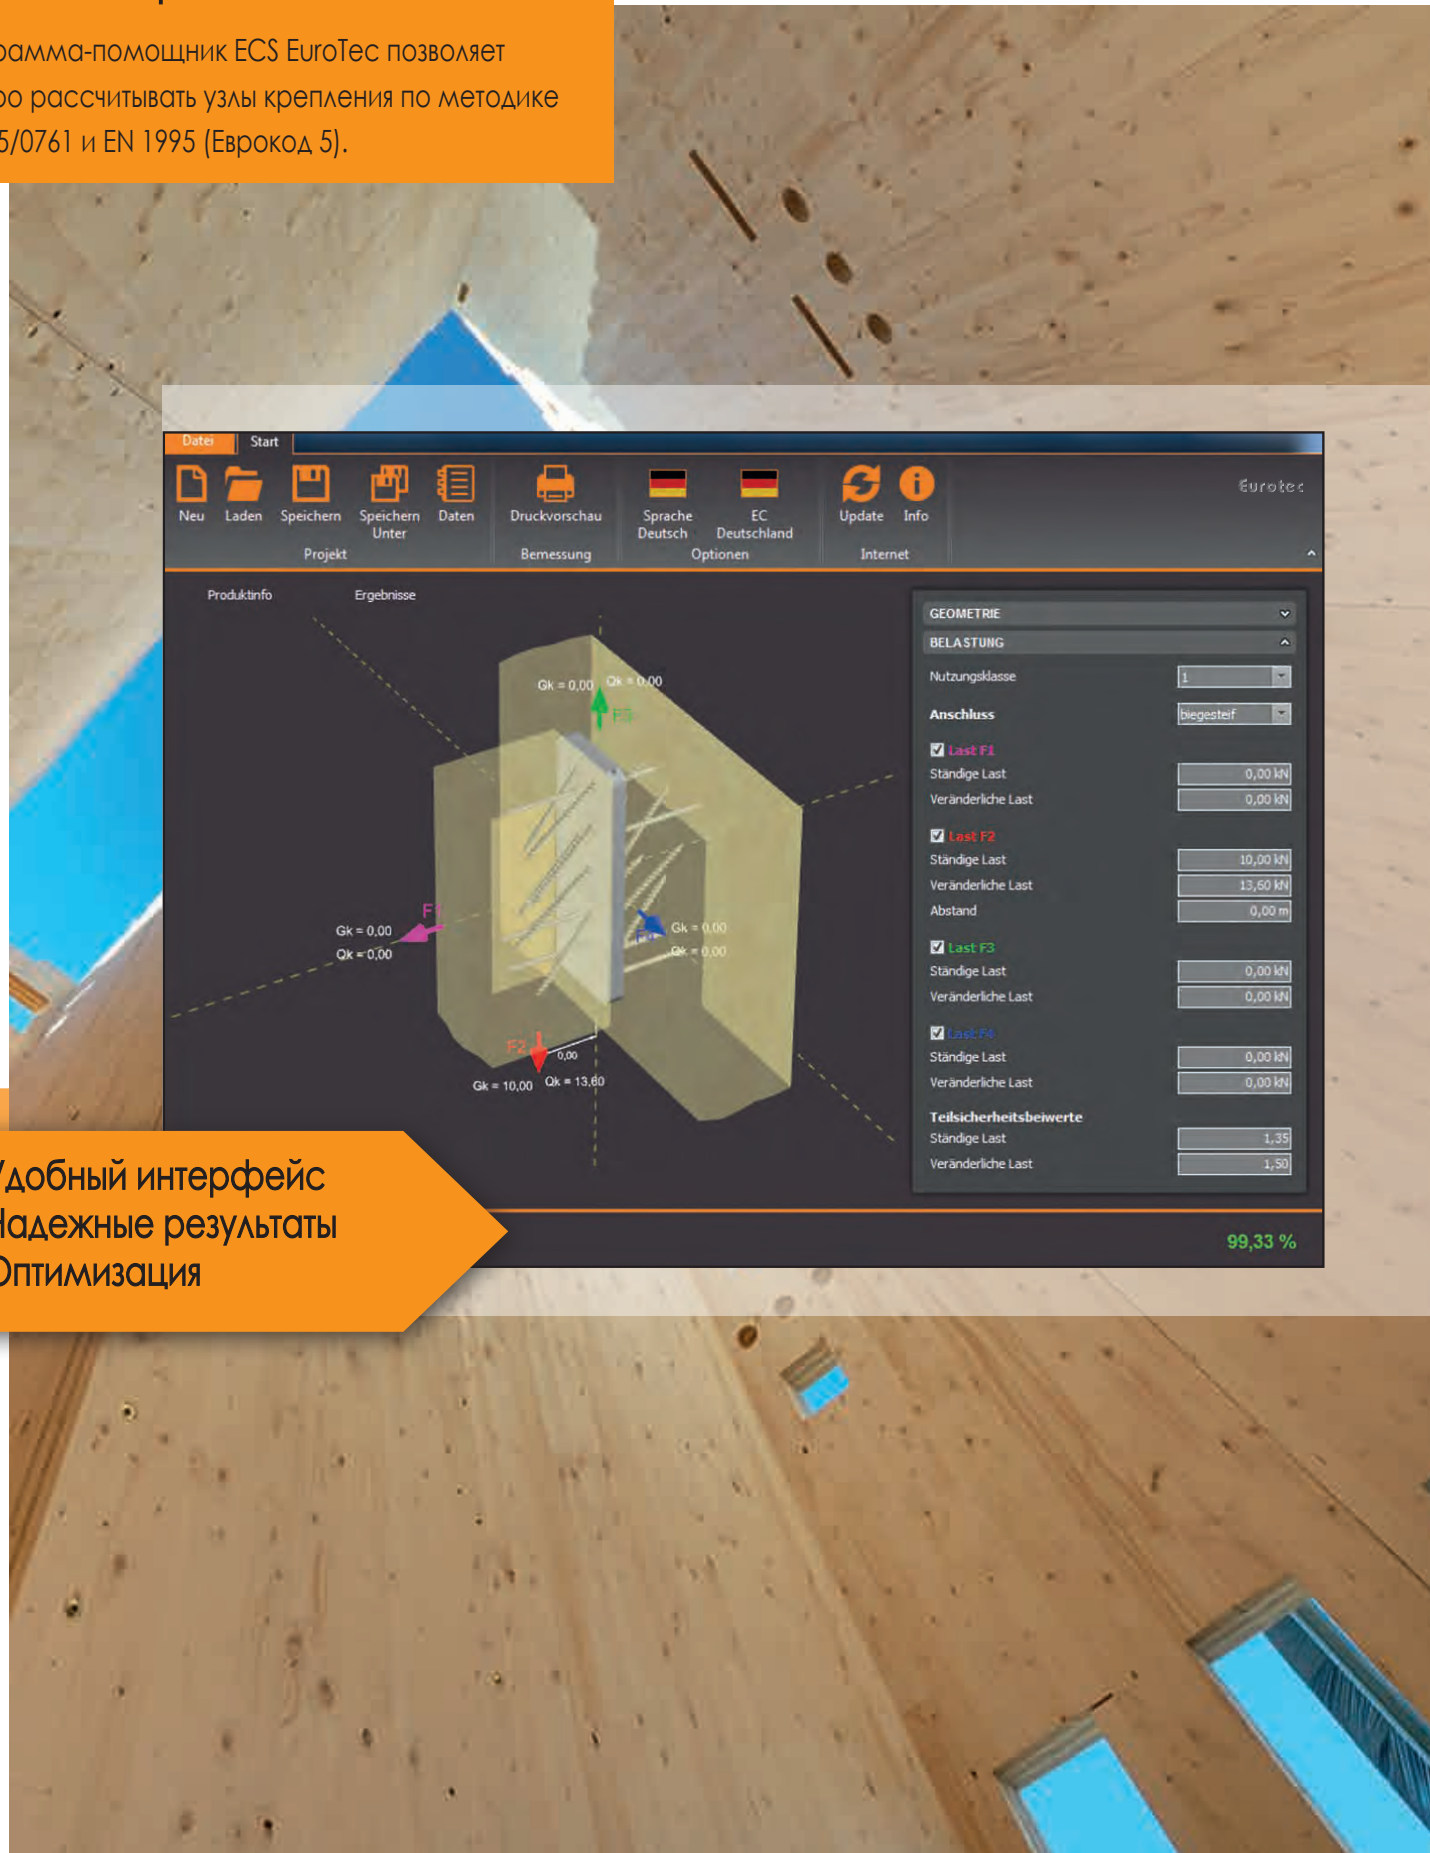 рамма-помощник ECS EuroTec позволяет
ро рассчитывать узлы крепления по методике
5/0761 и EN 1995 (Еврокод 5).
Datei Start
Neu Laden Speichern Speichern Unter Daten Druckvorschau Sprache Deutsch EC Deutschland Update Info
Eurotec
Projekt Bemessung Optionen Internet
Produktinfo Ergebnisse
Gk = 0,00 Qk = 0,00
F3
F1
Gk = 0,00
Qk = 0,00
F4
Gk = 0,00
Qk = 0,00
F2
0,00
Gk = 10,00 Qk = 13,60
GEOMETRIE
BELASTUNG
Nutzungsklasse 1
Anschluss biegesteif
Last F1
Ständige Last 0,00 kN
Veränderliche Last 0,00 kN
Last F2
Ständige Last 10,00 kN
Veränderliche Last 13,60 kN
Abstand 0,00 m
Last F3
Ständige Last 0,00 kN
Veränderliche Last 0,00 kN
Last F4
Ständige Last 0,00 kN
Veränderliche Last 0,00 kN
Teilsicherheitsbeiwerte
Ständige Last 1,35
Veränderliche Last 1,50
99,33 %
Удобный интерфейс
Надежные результаты
Оптимизация